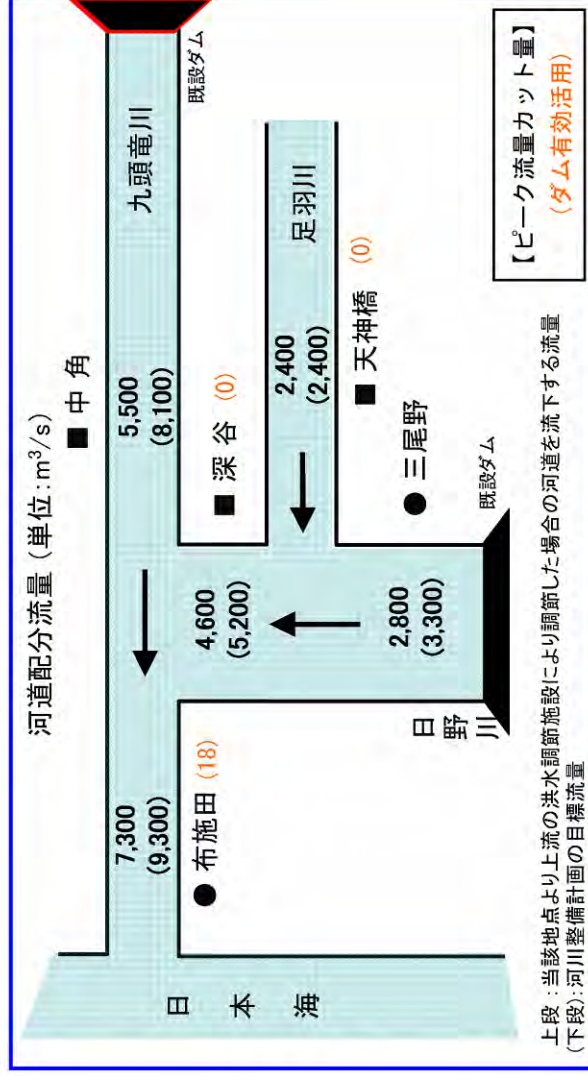 河道配分流量（単位：m³/s）
■ 中 角
5,500
(8,100)
九頭竜川
既設ダム
7,300
(9,300)
■ 深 谷 (0)
● 布施田 (18)
4,600
(5,200)
2,400
(2,400)
足羽川
■ 天神橋 (0)
● 三尾野
2,800
(3,300)
既設ダム
日野川
日本海
【ピーク流量カット量】
（ダム有効活用）
上段：当該地点より上流の洪水調節施設により調節した場合の河道を流下する流量
(下段)：河川整備計画の目標流量